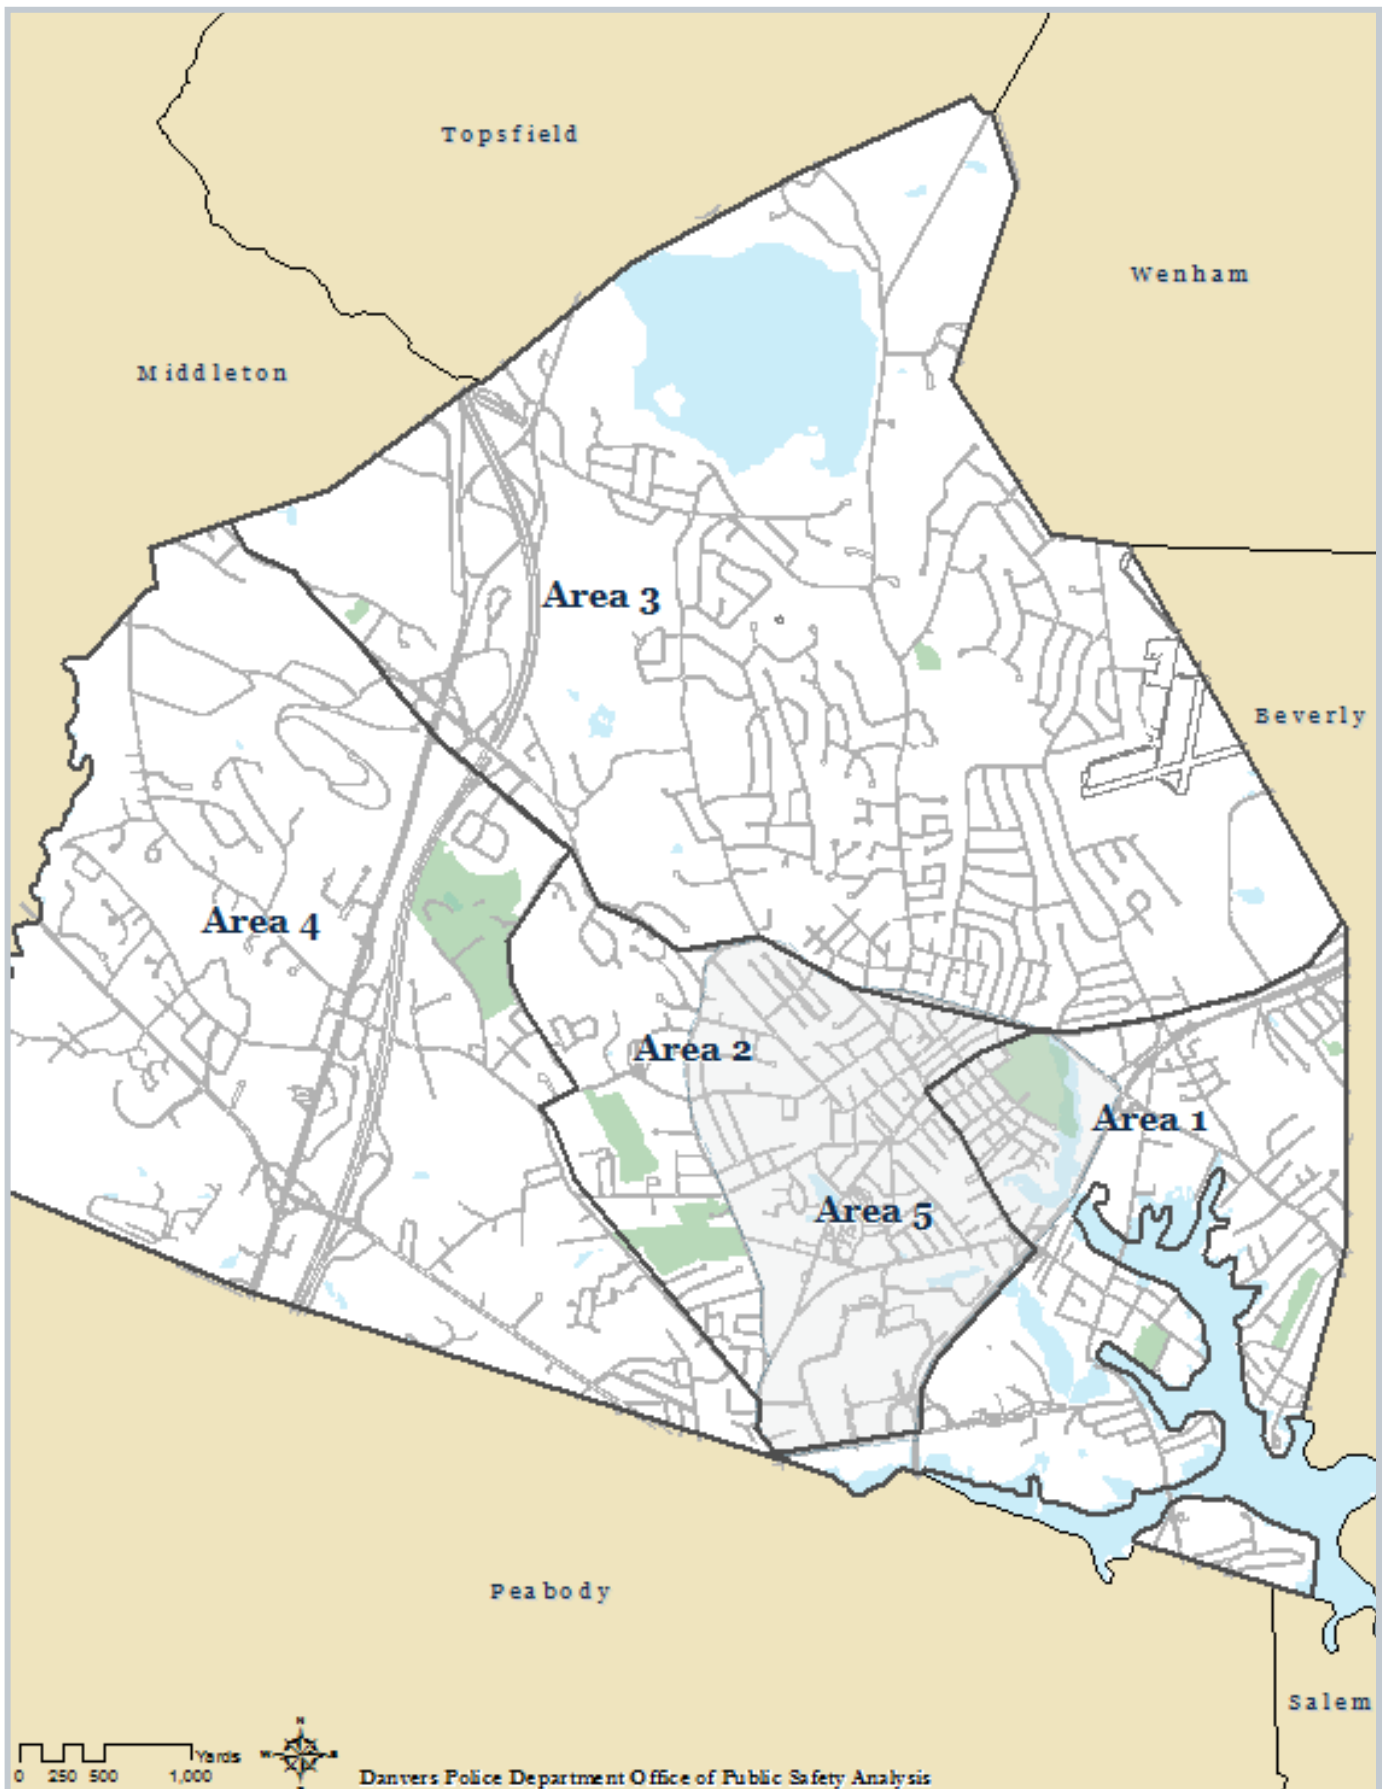 Topsfield
Wenham
Middleton
Area 3
Beverly
Area 4
Area 2
Area 1
Area 5
Peabody
Salem
N
W E
Yards
0 250 500 1,000
Danvers Police Department Office of Public Safety Analysis